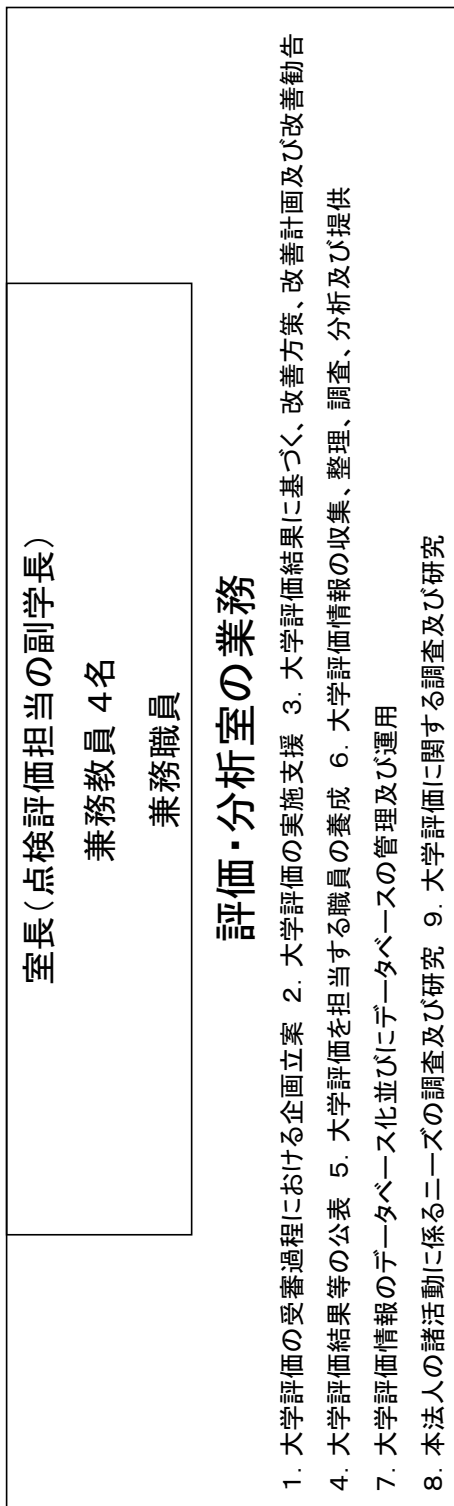 室長（点検評価担当の副学長）
兼務教員 4名
兼務職員
評価・分析室の業務
1. 大学評価の受審過程における企画立案 2. 大学評価の実施支援 3. 大学評価結果に基づく、改善方策、改善計画及び改善勧告
4. 大学評価結果等の公表 5. 大学評価を担当する職員の養成 6. 大学評価情報の収集、整理、調査、分析及び提供
7. 大学評価情報のデータベース化並びにデータベースの管理及び運用
8. 本法人の諸活動に係るニーズの調査及び研究 9. 大学評価に関する調査及び研究